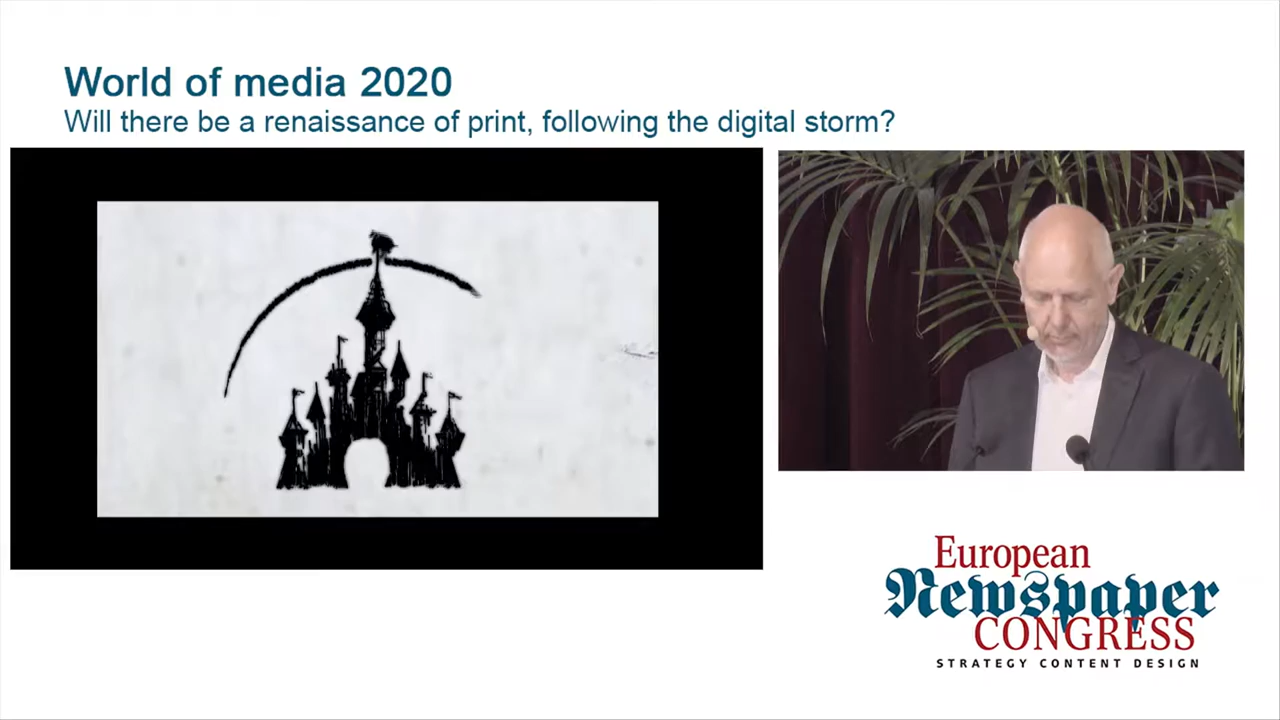 World of media 2020
Will there be a renaissance of print, following the digital storm?
European
Newspaper
CONGRESS
STRATEGY CONTENT DESIGN